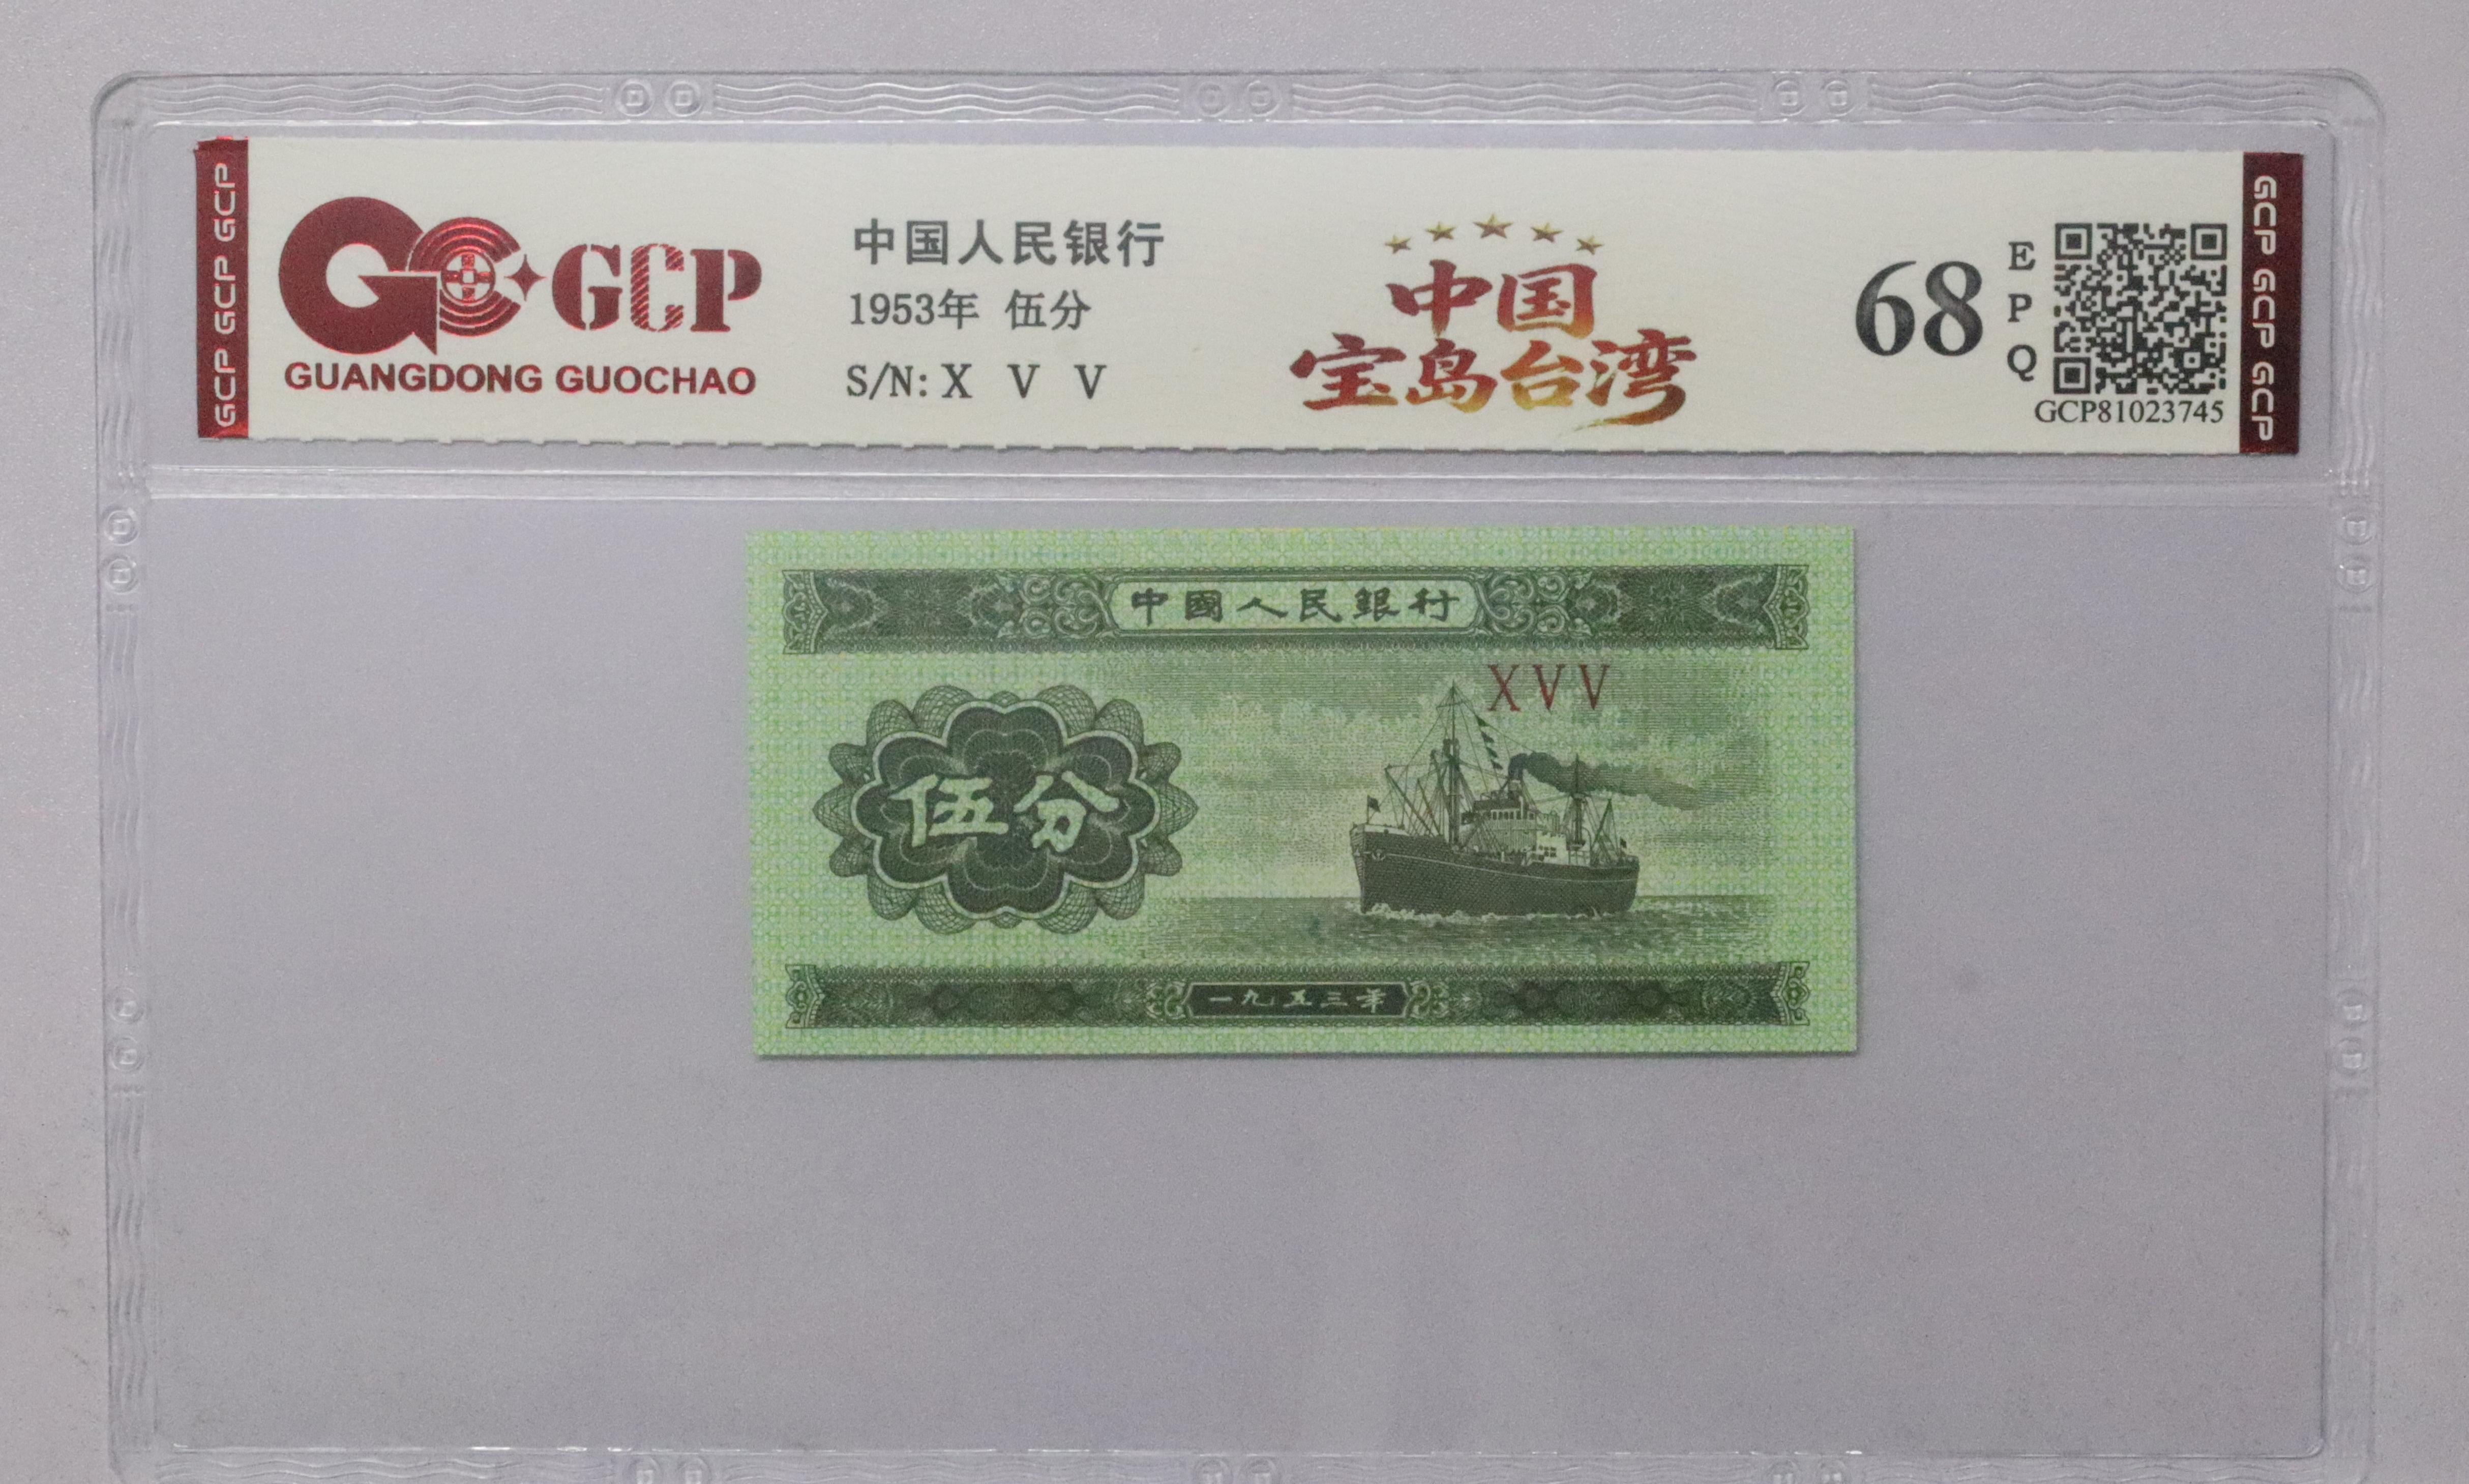 GCP GCP GCP
GCP
GUANGDONG GUOCHAO
中国人民银行
1953年 伍分
S/N: X V V
中国
宝岛台湾
68
E
P
Q
GCP81023745
GCP GCP GCP
中國人民銀行
XVV
伍分
一九五三年